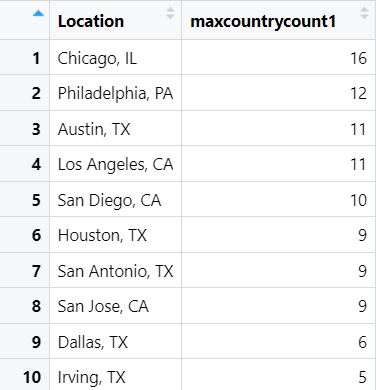 Location maxcountrycount1
1 Chicago, IL 16
2 Philadelphia, PA 12
3 Austin, TX 11
4 Los Angeles, CA 11
5 San Diego, CA 10
6 Houston, TX 9
7 San Antonio, TX 9
8 San Jose, CA 9
9 Dallas, TX 6
10 Irving, TX 5